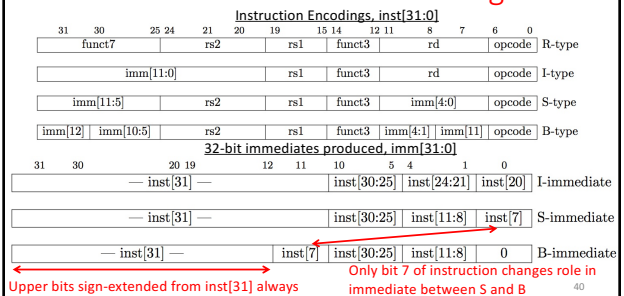 Instruction Encodings, inst[31:0]
31 30 25 24 21 20 19 15 14 12 11 8 7 6 0
funct7 rs2 rs1 funct3 rd opcode R-type
imm[11:0] rs1 funct3 rd opcode I-type
imm[11:5] rs2 rs1 funct3 imm[4:0] opcode S-type
imm[12] imm[10:5] rs2 rs1 funct3 imm[4:1] imm[11] opcode B-type
32-bit immediates produced, imm[31:0]
31 30 20 19 12 11 10 5 4 1 0
— inst[31] — inst[30:25] inst[24:21] inst[20] I-immediate
— inst[31] — inst[30:25] inst[11:8] inst[7] S-immediate
— inst[31] — inst[7] inst[30:25] inst[11:8] 0 B-immediate
Upper bits sign-extended from inst[31] always
Only bit 7 of instruction changes role in
immediate between S and B
40